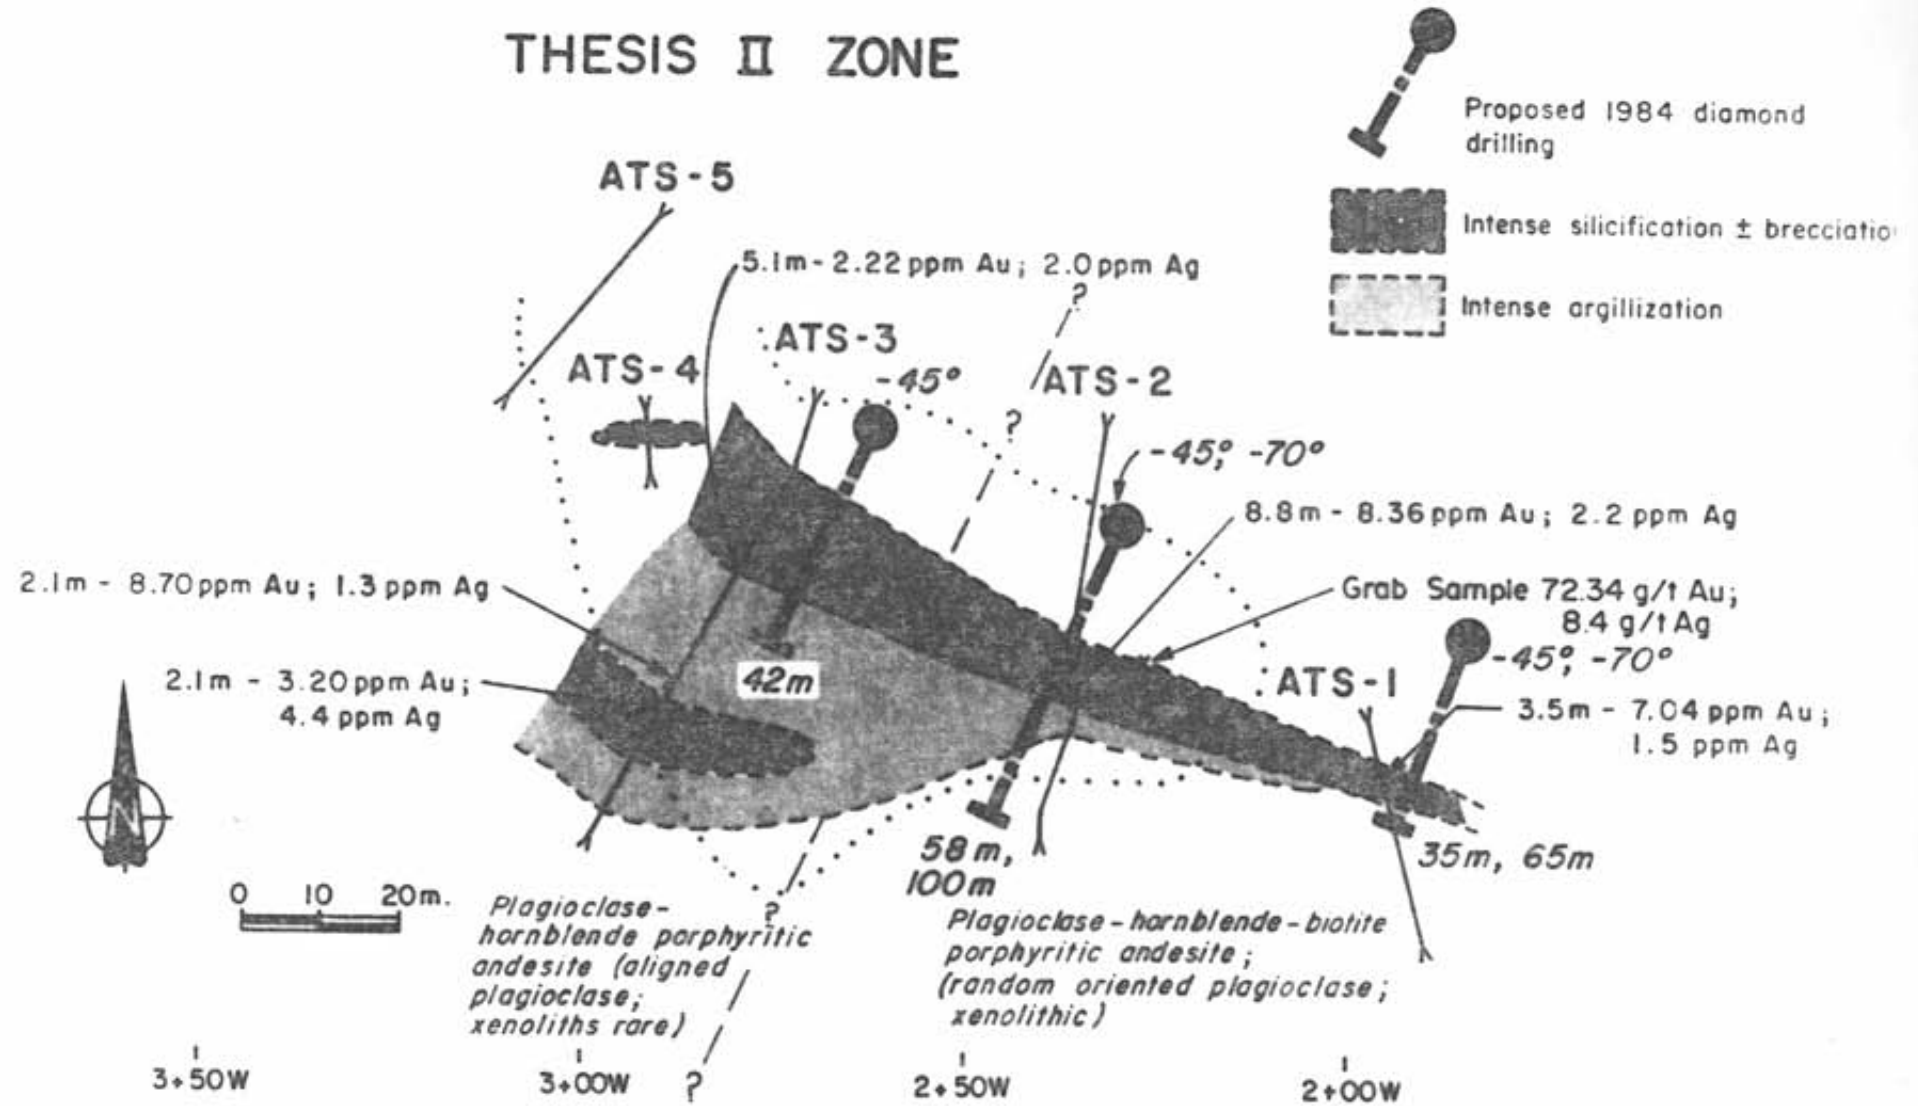 THESIS II ZONE
Proposed 1984 diamond
drilling
Intense silicification ± brecciatio
Intense argillization
ATS-5
5.1m - 2.22 ppm Au; 2.0 ppm Ag
?
ATS-3
-45°
ATS-4
ATS-2
?
-45°, -70°
8.8m - 8.36 ppm Au; 2.2 ppm Ag
2.1m - 8.70 ppm Au; 1.3 ppm Ag
Grab Sample 72.34 g/t Au;
8.4 g/t Ag
-45°, -70°
42m
2.1m - 3.20 ppm Au;
4.4 ppm Ag
ATS-1
3.5m - 7.04 ppm Au;
1.5 ppm Ag
N
58m,
100m
35m, 65m
0 10 20m.
?
Plagioclase-
hornblende porphyritic
andesite (aligned
plagioclase;
xenoliths rare)
Plagioclase-hornblende-biotite
porphyritic andesite;
(random oriented plagioclase;
xenolithic)
3+50W
3+00W
?
2+50W
2+00W